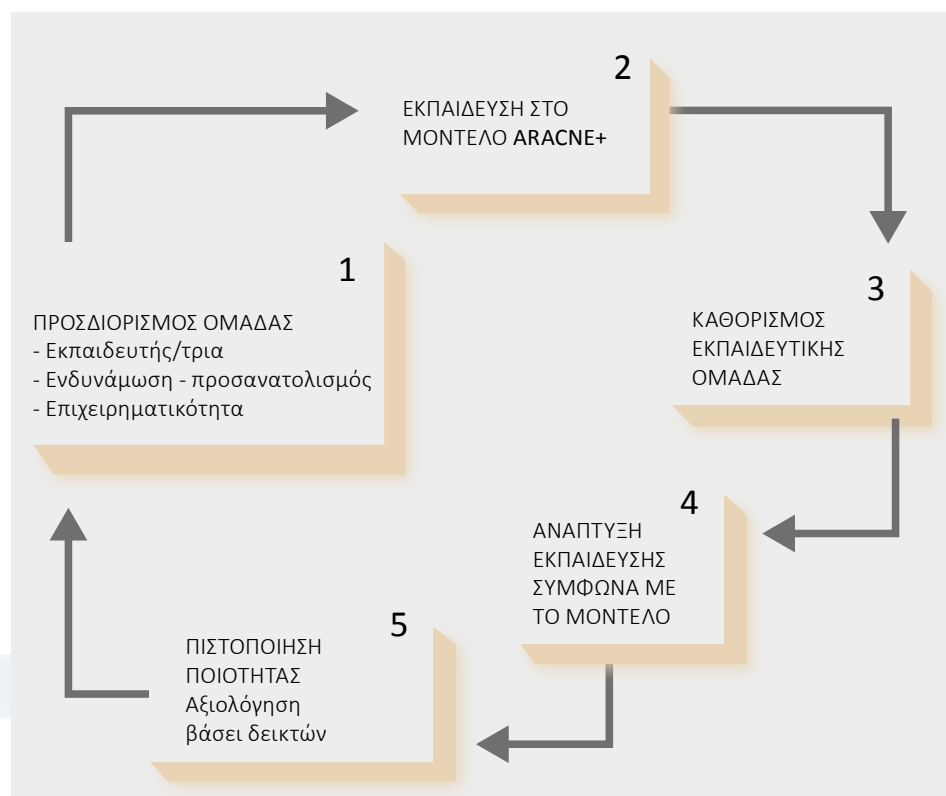 1
ΠΡΟΣΔΙΟΡΙΣΜΟΣ ΟΜΑΔΑΣ
- Εκπαιδευτής/τρια
- Ενδυνάμωση - προσανατολισμός
- Επιχειρηματικότητα
2
ΕΚΠΑΙΔΕΥΣΗ ΣΤΟ
ΜΟΝΤΕΛΟ ARACNE+
3
ΚΑΘΟΡΙΣΜΟΣ
ΕΚΠΑΙΔΕΥΤΙΚΗΣ
ΟΜΑΔΑΣ
4
ΑΝΑΠΤΥΞΗ
ΕΚΠΑΙΔΕΥΣΗΣ
ΣΥΜΦΩΝΑ ΜΕ
ΤΟ ΜΟΝΤΕΛΟ
5
ΠΙΣΤΟΠΟΙΗΣΗ
ΠΟΙΟΤΗΤΑΣ
Αξιολόγηση
βάσει δεικτών